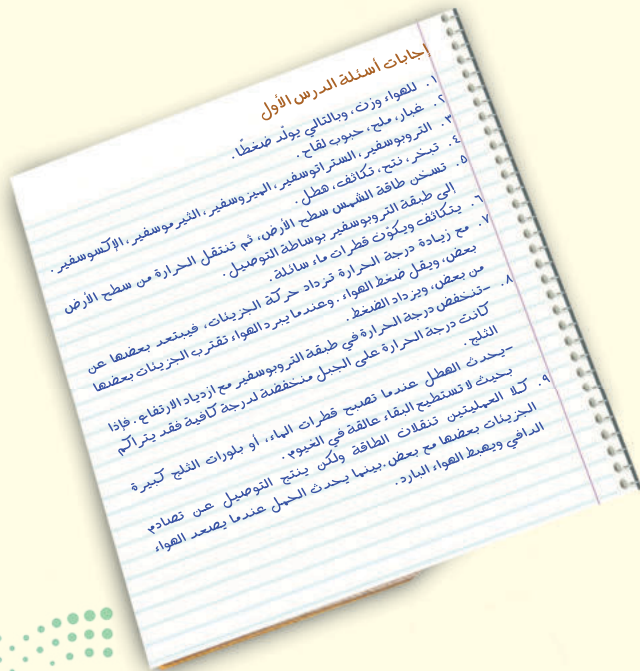 إجابات أسئلة الدرس الأول
١. للهواء وزن، وبالتالي يولّد ضغطًا.
٢. غبار، ملح، حبوب لقاح.
٣. التروبوسفير، الستراتوسفير، الميزوسفير، الثيرموسفير، الإكسوسفير.
٤. تبخر، نتح، تكاثف، هطل.
٥. تسخن طاقة الشمس سطح الأرض، ثم تنتقل الحرارة من سطح الأرض
إلى طبقة التروبوسفير بوساطة التوصيل.
٦. يتكاثف ويكوّن قطرات ماء سائلة.
٧. مع زيادة درجة الحرارة تزداد حركة الجزيئات، فيبتعد بعضها عن
بعض، ويقل ضغط الهواء. وعندما يبرد الهواء تقترب الجزيئات بعضها
من بعض، ويزداد الضغط.
٨. -تنخفض درجة الحرارة في طبقة التروبوسفير مع ازدياد الارتفاع. فإذا
كانت درجة الحرارة على الجبل منخفضة لدرجة كافية فقد يتراكم
الثلج.
-يحدث الهطل عندما تصبح قطرات الماء، أو بلورات الثلج كبيرة
بحيث لا تستطيع البقاء عالقة في الغيوم.
٩. كلا العمليتين تنقلان الطاقة ولكن ينتج التوصيل عن تصادم
الجزيئات بعضها مع بعض. بينما يحدث الحمل عندما يصعد الهواء
الدافي ويهبط الهواء البارد.